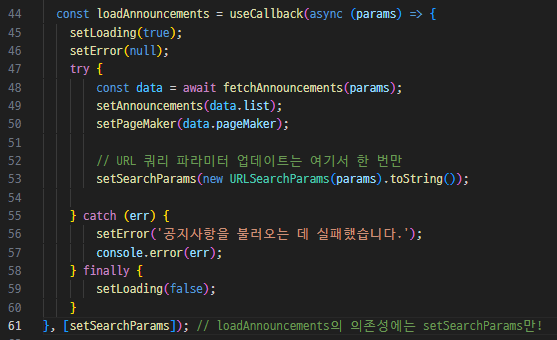 44 const loadAnnouncements = useCallback(async (params) => {
45 setLoading(true);
46 setError(null);
47 try {
48 const data = await fetchAnnouncements(params);
49 setAnnouncements(data.list);
50 setPageMaker(data.pageMaker);
51
52 // URL 쿼리 파라미터 업데이트는 여기서 한 번만
53 setSearchParams(new URLSearchParams(params).toString());
54
55 } catch (err) {
56 setError('공지사항을 불러오는 데 실패했습니다.');
57 console.error(err);
58 } finally {
59 setLoading(false);
60 }
61 }, [setSearchParams]); // loadAnnouncements의 의존성에는 setSearchParams만!